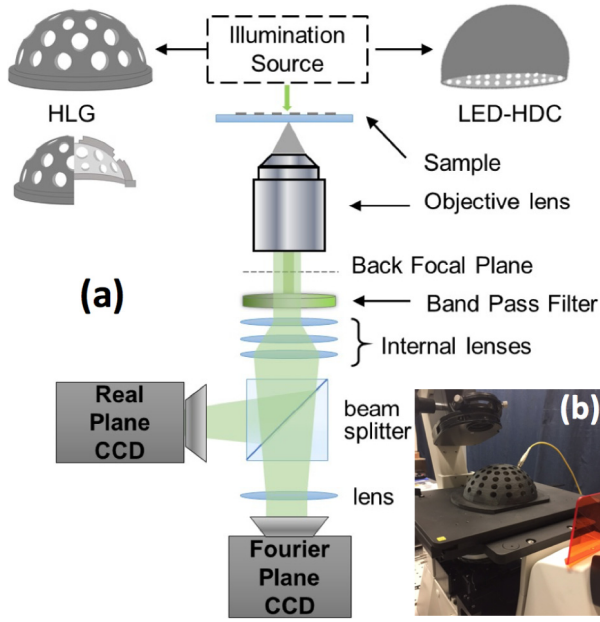 Illumination
Source
HLG
LED-HDC
Sample
Objective lens
Back Focal Plane
(a)
Band Pass Filter
Internal lenses
Real
Plane
CCD
beam
splitter
(b)
lens
Fourier
Plane
CCD